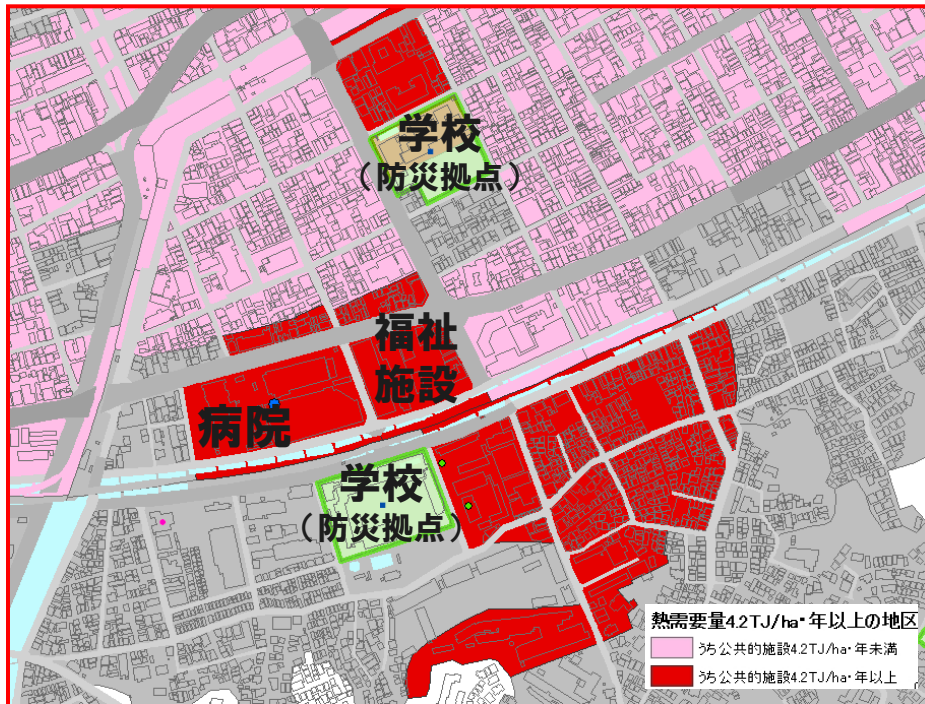 学校
（防災拠点）
福祉
施設
病院
学校
（防災拠点）
熱需要量4.2TJ/ha・年以上の地区
うち公共的施設4.2TJ/ha・年未満
うち公共的施設4.2TJ/ha・年以上